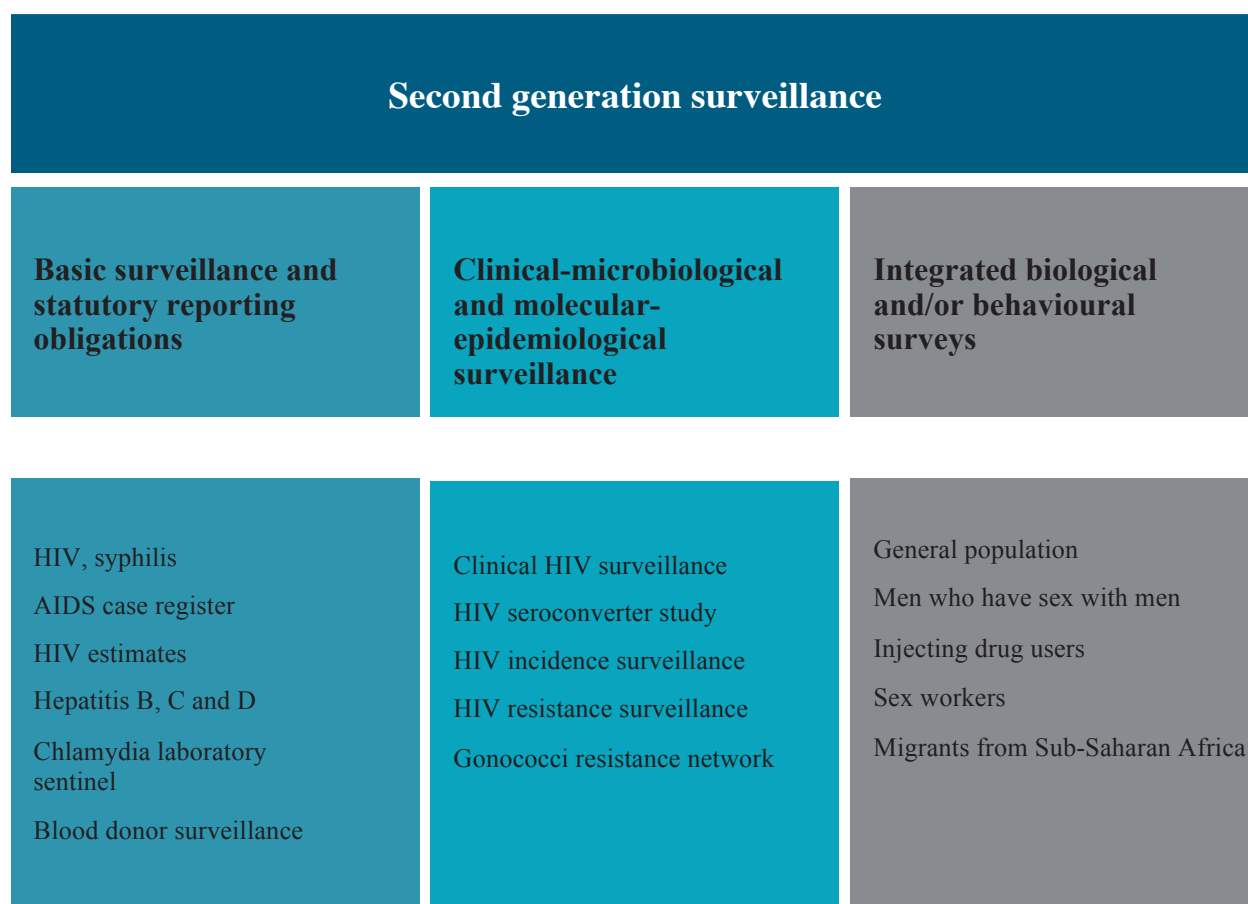 Second generation surveillance
Basic surveillance and
statutory reporting
obligations
Clinical-microbiological
and molecular-
epidemiological
surveillance
Integrated biological
and/or behavioural
surveys
HIV, syphilis
AIDS case register
HIV estimates
Hepatitis B, C and D
Chlamydia laboratory
sentinel
Blood donor surveillance
Clinical HIV surveillance
HIV seroconverter study
HIV incidence surveillance
HIV resistance surveillance
Gonococci resistance network
General population
Men who have sex with men
Injecting drug users
Sex workers
Migrants from Sub-Saharan Africa